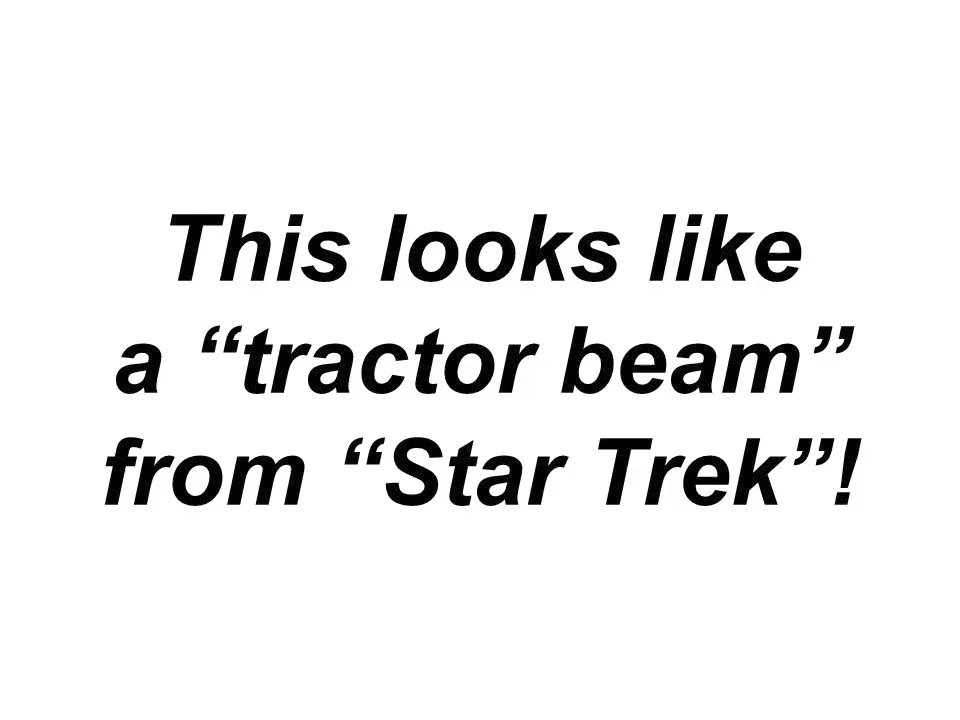 This looks like
a “tractor beam”
from “Star Trek”!